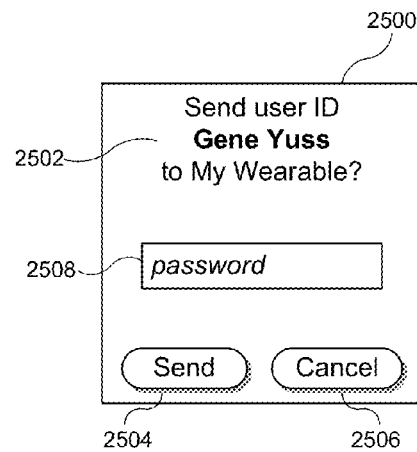 2500
Send user ID
2502 Gene Yuss
to My Wearable?
2508 password
Send Cancel
2504 2506